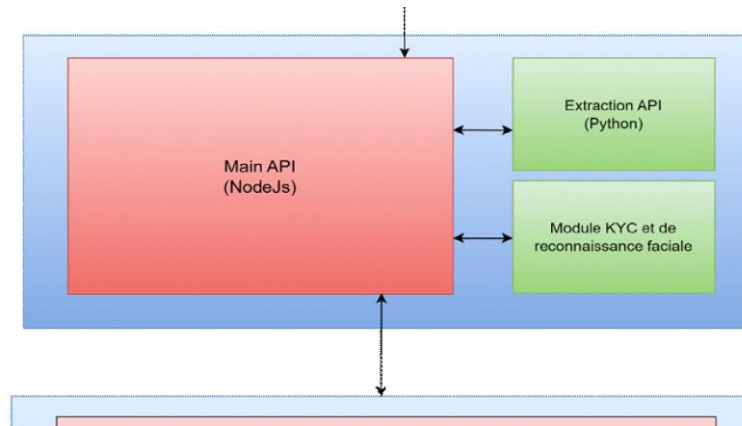 Main API
(NodeJs)
Extraction API
(Python)
Module KYC et de
reconnaissance faciale